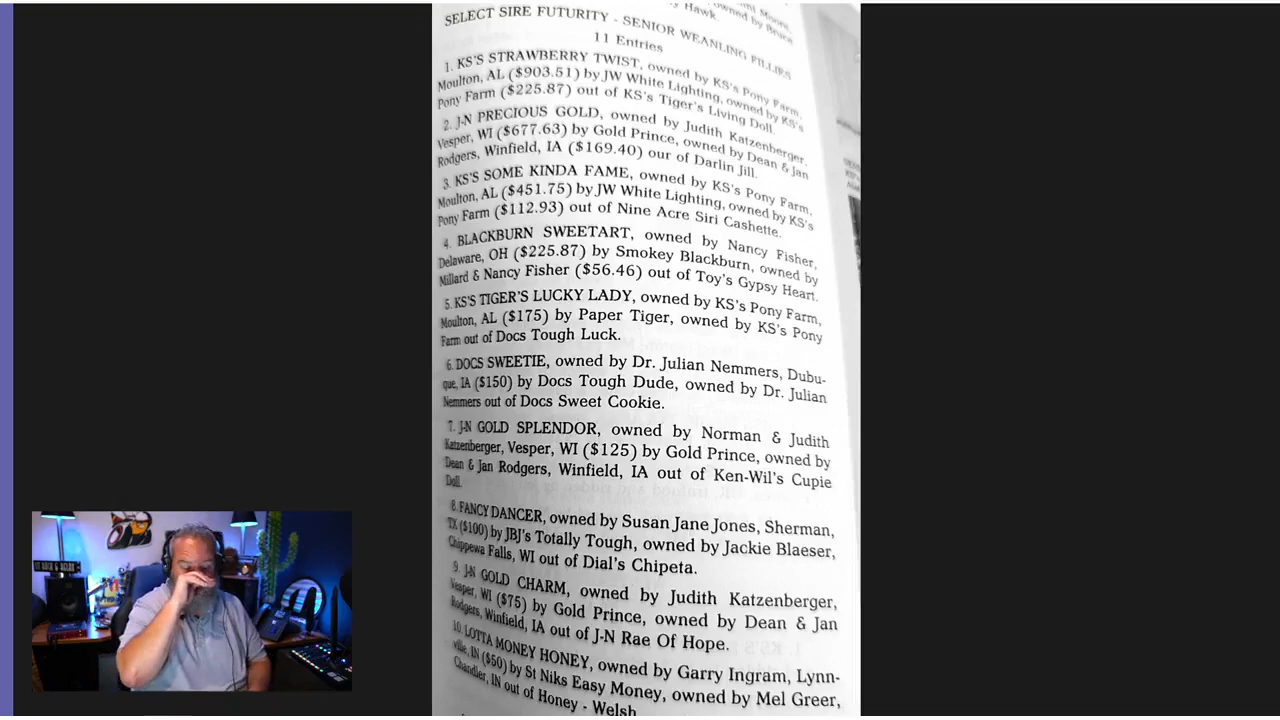 Moore,
y Hawk. owned by Bruce
SELECT SIRE FUTURITY - SENIOR WEANLING FILLIES
11 Entries
1. KS'S STRAWBERRY TWIST, owned by KS's Pony Farm,
Moulton, AL ($903.51) by JW White Lighting, owned by KS's
Pony Farm ($225.87) out of KS's Tiger's Living Doll.
2. J-N PRECIOUS GOLD, owned by Judith Katzenberger,
Vesper, WI ($677.63) by Gold Prince, owned by Dean & Jan
Rodgers, Winfield, IA ($169.40) our of Darlin Jill.
3. KS'S SOME KINDA FAME, owned by KS's Pony Farm,
Moulton, AL ($451.75) by JW White Lighting, owned by KS's
Pony Farm ($112.93) out of Nine Acre Siri Cashette.
4. BLACKBURN SWEETART, owned by Nancy Fisher,
Delaware, OH ($225.87) by Smokey Blackburn, owned by
Millard & Nancy Fisher ($56.46) out of Toy's Gypsy Heart.
5. KS'S TIGER'S LUCKY LADY, owned by KS's Pony Farm,
Moulton, AL ($175) by Paper Tiger, owned by KS's Pony
Farm out of Docs Tough Luck.
6. DOCS SWEETIE, owned by Dr. Julian Nemmers, Dubu-
que, IA ($150) by Docs Tough Dude, owned by Dr. Julian
Nemmers out of Docs Sweet Cookie.
7. J-N GOLD SPLENDOR, owned by Norman & Judith
Katzenberger, Vesper, WI ($125) by Gold Prince, owned by
Dean & Jan Rodgers, Winfield, IA out of Ken-Wil's Cupie
Doll.
8. FANCY DANCER, owned by Susan Jane Jones, Sherman,
TX ($100) by JBJ's Totally Tough, owned by Jackie Blaeser,
Chippewa Falls, WI out of Dial's Chipeta.
9. J-N GOLD CHARM, owned by Judith Katzenberger,
Vesper, WI ($75) by Gold Prince, owned by Dean & Jan
Rodgers, Winfield, IA out of J-N Rae Of Hope.
10. LOTTA MONEY HONEY, owned by Garry Ingram, Lynn-
ville, IN ($50) by St Niks Easy Money, owned by Mel Greer,
Chandler, IN out of Honey - Welsh